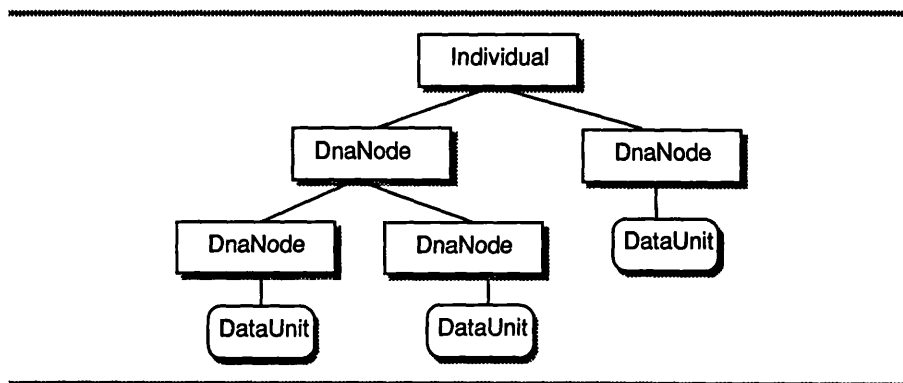 Individual
DnaNode
DnaNode
DnaNode
DnaNode
DataUnit
DataUnit
DataUnit